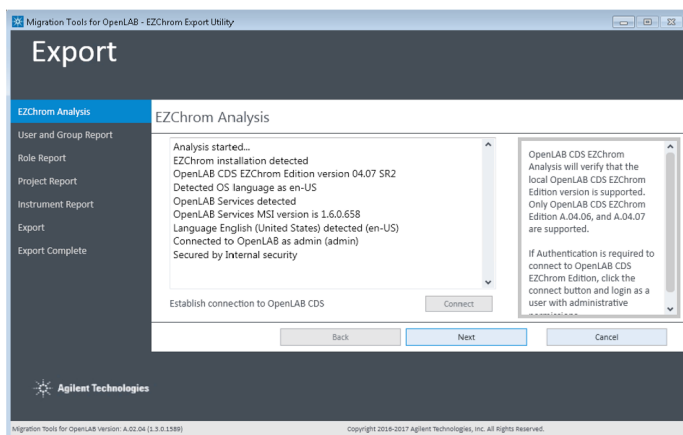 Migration Tools for OpenLAB - EZChrom Export Utility
Export
EZChrom Analysis
User and Group Report
Role Report
Project Report
Instrument Report
Export
Export Complete
EZChrom Analysis
Analysis started...
EZChrom installation detected
OpenLAB CDS EZChrom Edition version 04.07 SR2
Detected OS language as en-US
OpenLAB Services detected
OpenLAB Services MSI version is 1.6.0.658
Language English (United States) detected (en-US)
Connected to OpenLAB as admin (admin)
Secured by Internal security
Establish connection to OpenLAB CDS
Connect
OpenLAB CDS EZChrom
Analysis will verify that the
local OpenLAB CDS EZChrom
Edition version is supported.
Only OpenLAB CDS EZChrom
Edition A.04.06, and A.04.07
are supported.
If Authentication is required to
connect to OpenLAB CDS
EZChrom Edition, click the
connect button and login as a
user with administrative
permissions
Back
Next
Cancel
Agilent Technologies
Migration Tools for OpenLAB Version: A.02.04 (1.3.0.1589)
Copyright 2016-2017 Agilent Technologies, Inc. All Rights Reserved.